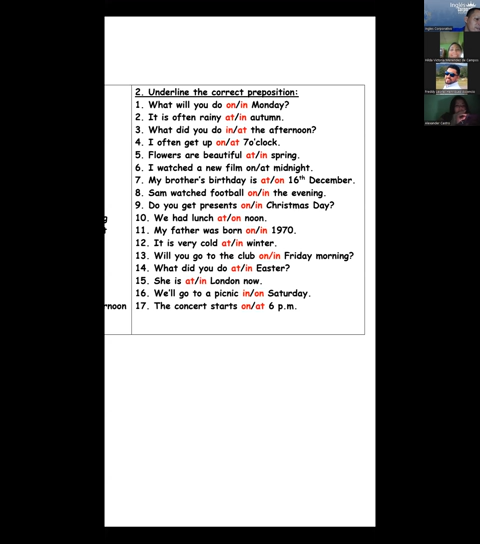 2. Underline the correct preposition:
1. What will you do on/in Monday?
2. It is often rainy at/in autumn.
3. What did you do in/at the afternoon?
4. I often get up on/at 7o'clock.
5. Flowers are beautiful at/in spring.
6. I watched a new film on/at midnight.
7. My brother's birthday is at/on 16th December.
8. Sam watched football on/in the evening.
9. Do you get presents on/in Christmas Day?
10. We had lunch at/on noon.
11. My father was born on/in 1970.
12. It is very cold at/in winter.
13. Will you go to the club on/in Friday morning?
14. What did you do at/in Easter?
15. She is at/in London now.
16. We'll go to a picnic in/on Saturday.
17. The concert starts on/at 6 p.m.
rnoon
Alexander Castro